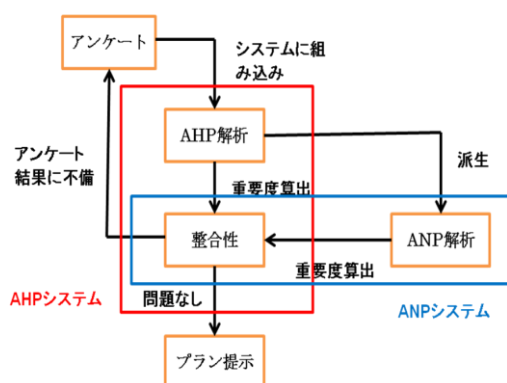 アンケート
システムに組
み込み
AHP解析
アンケート
結果に不備
派生
重要度算出
整合性
ANP解析
重要度算出
AHPシステム
問題なし
ANPシステム
プラン提示